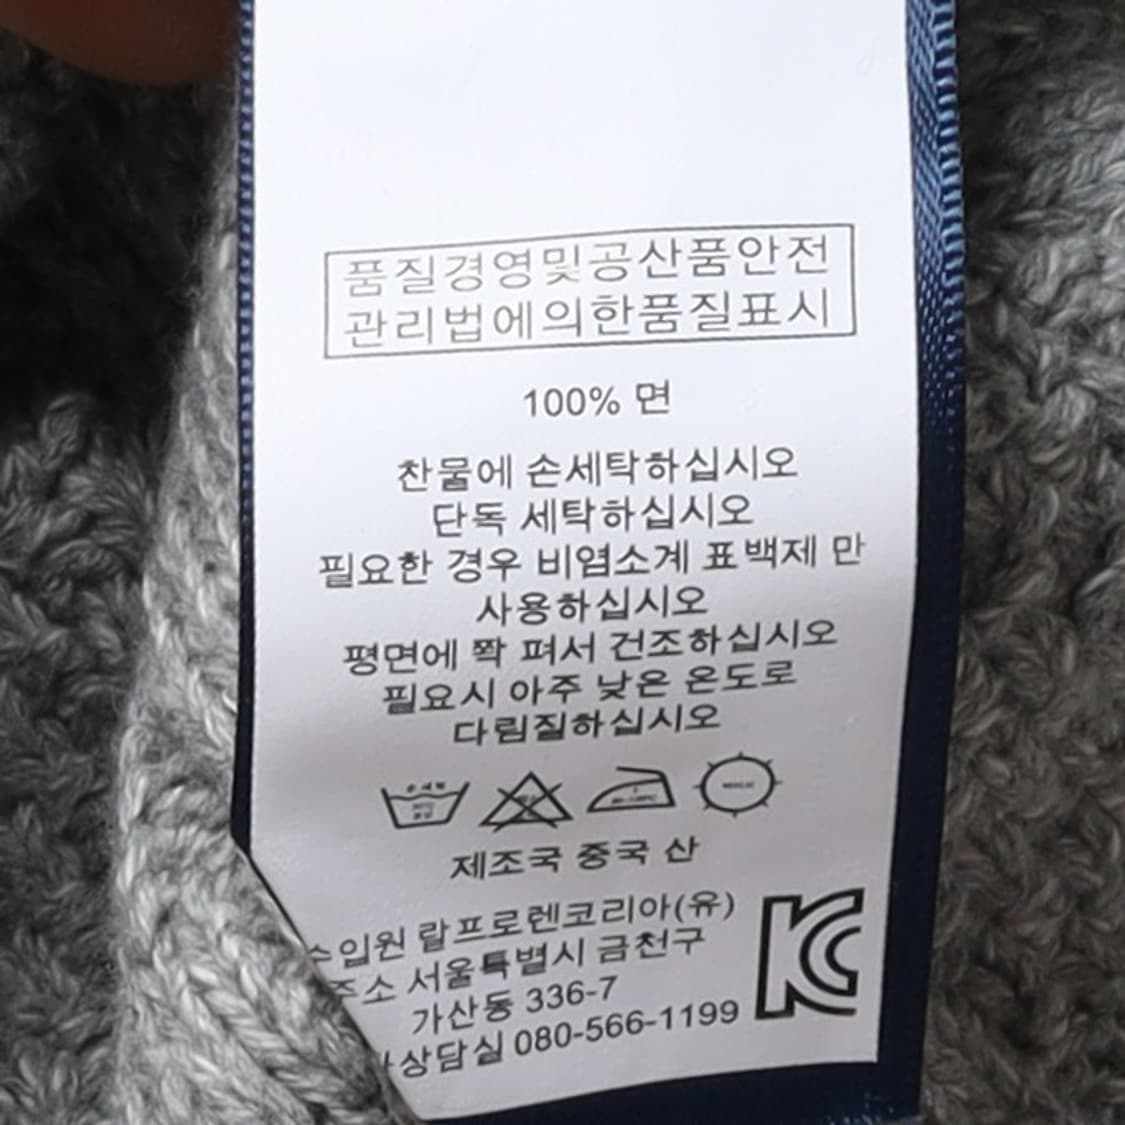 품질경영및공산품안전
관리법에의한품질표시
100% 면
찬물에 손세탁하십시오
단독 세탁하십시오
필요한 경우 비염소계 표백제 만
사용하십시오
평면에 쫙 펴서 건조하십시오
필요시 아주 낮은 온도로
다림질하십시오
손세탁
제조국 중국 산
수입원 랄프로렌코리아(유)
주소 서울특별시 금천구
가산동 336-7
상담실 080-566-1199